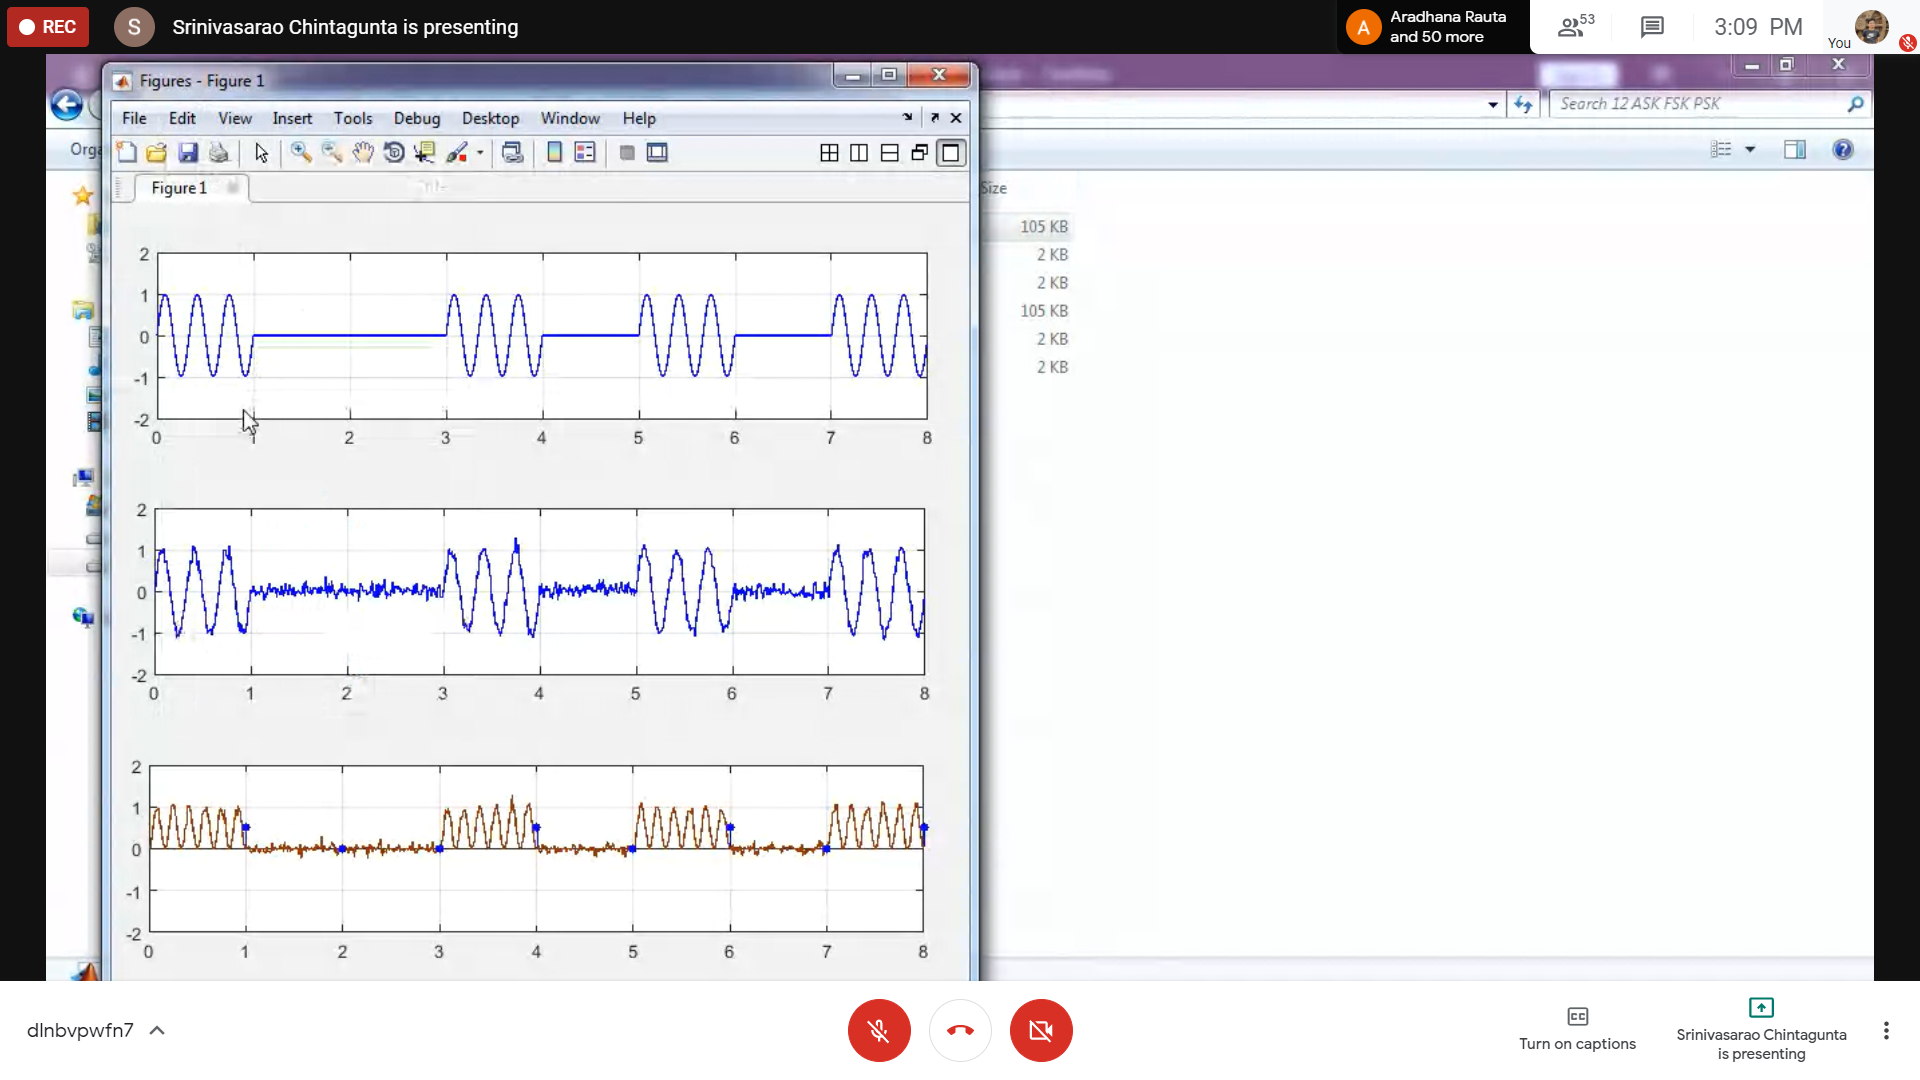 REC
S
Srinivasarao Chintagunta is presenting
A
Aradhana Rauta
and 50 more
53
3:09 PM
You
Figures - Figure 1
Search 12 ASK FSK PSK
File Edit View Insert Tools Debug Desktop Window Help
Orga
Figure 1
Size
105 KB
2 KB
2 KB
105 KB
2 KB
2 KB
2
1
0
-1
-2
0 1 2 3 4 5 6 7 8
2
1
0
-1
-2
0 1 2 3 4 5 6 7 8
2
1
0
-1
-2
0 1 2 3 4 5 6 7 8
dlnbvpwfn7
CC
Turn on captions
Srinivasarao Chintagunta
is presenting